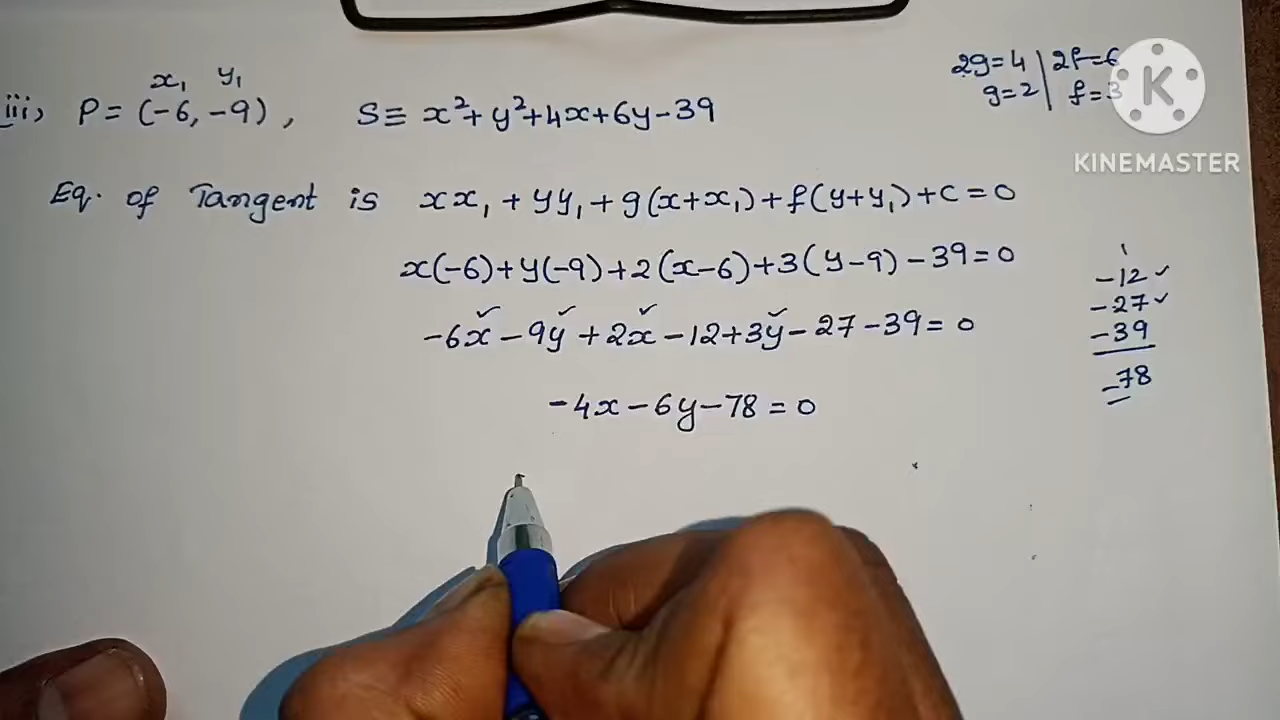 x₁ y₁
iii) P = (-6, -9), S ≡ x² + y² + 4x + 6y - 39
2g=4 | 2f=6
g=2 | f=3
K
KINEMASTER
Eq. of Tangent is xx₁ + yy₁ + g(x+x₁) + f(y+y₁) + c = 0
x(-6) + y(-9) + 2(x-6) + 3(y-9) - 39 = 0
-6x - 9y + 2x - 12 + 3y - 27 - 39 = 0
-4x - 6y - 78 = 0
1
-12 ✓
-27 ✓
-39
-78